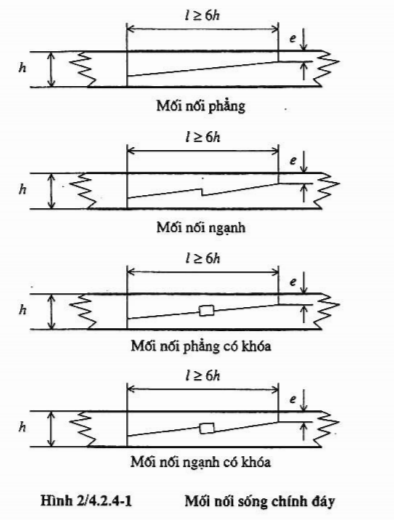 l ≥ 6h
e
h
Mối nối phẳng
l ≥ 6h
e
h
Mối nối ngạnh
l ≥ 6h
e
h
Mối nối phẳng có khóa
l ≥ 6h
e
h
Mối nối ngạnh có khóa
Hình 2/4.2.4-1 Mối nối sống chính đáy